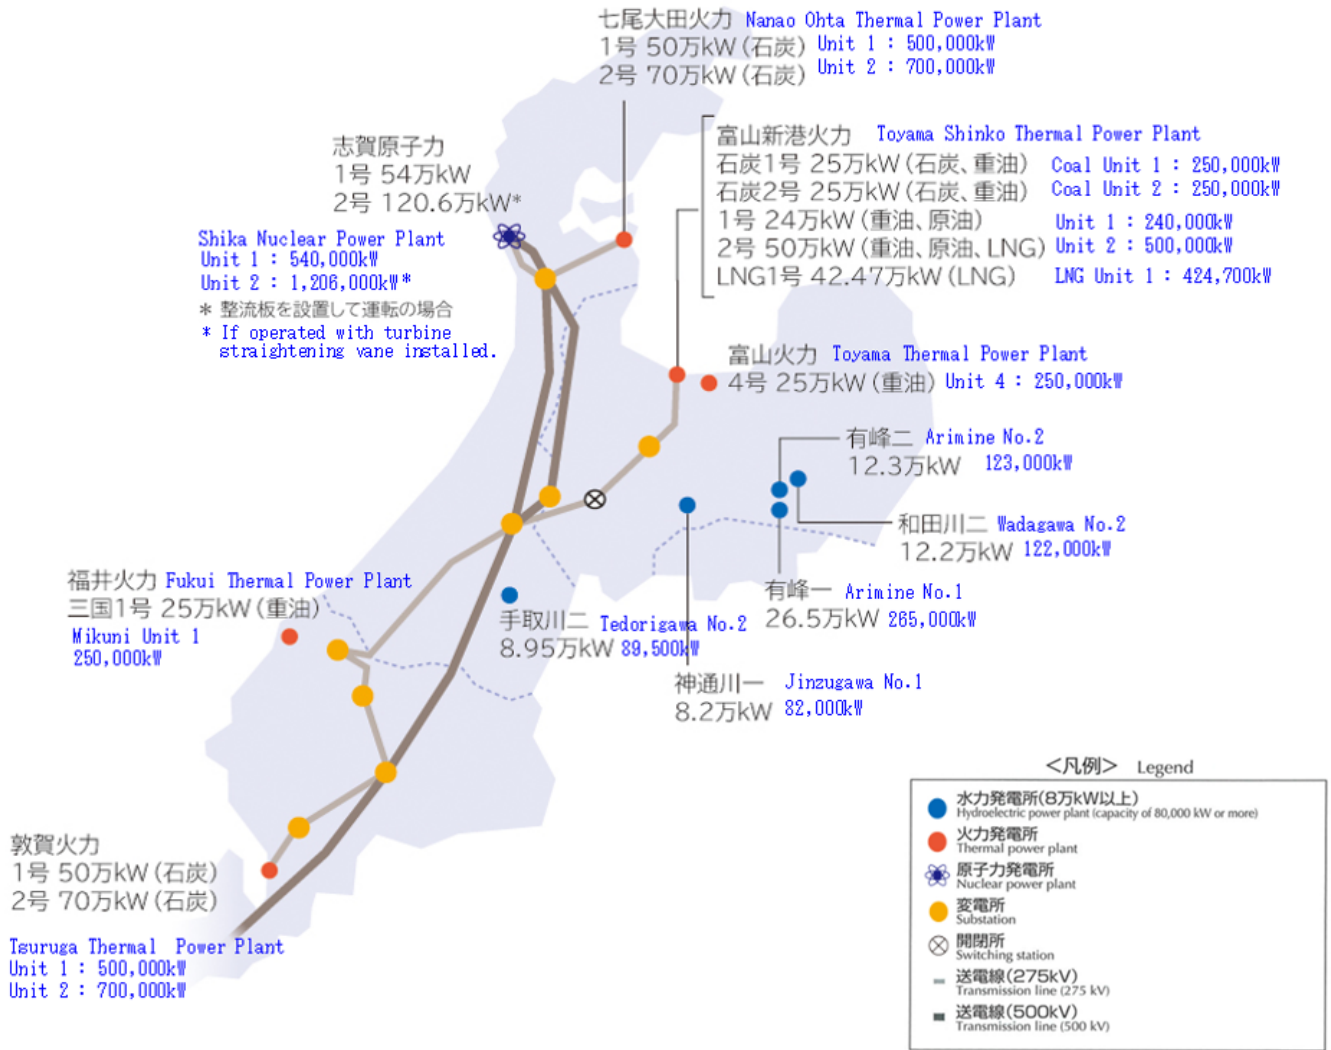 七尾大田火力 Nanao Ohta Thermal Power Plant
1号 50万kW(石炭) Unit 1 : 500,000kW
2号 70万kW(石炭) Unit 2 : 700,000kW
志賀原子力
1号 54万kW
2号 120.6万kW*
Shika Nuclear Power Plant
Unit 1 : 540,000kW
Unit 2 : 1,206,000kW*
* 整流板を設置して運転の場合
* If operated with turbine
straightening vane installed.
富山新港火力 Toyama Shinko Thermal Power Plant
石炭1号 25万kW(石炭、重油) Coal Unit 1 : 250,000kW
石炭2号 25万kW(石炭、重油) Coal Unit 2 : 250,000kW
1号 24万kW(重油、原油) Unit 1 : 240,000kW
2号 50万kW(重油、原油、LNG) Unit 2 : 500,000kW
LNG1号 42.47万kW(LNG) LNG Unit 1 : 424,700kW
富山火力 Toyama Thermal Power Plant
4号 25万kW(重油) Unit 4 : 250,000kW
有峰二 Arimine No.2
12.3万kW 123,000kW
和田川二 Wadagawa No.2
12.2万kW 122,000kW
有峰一 Arimine No.1
26.5万kW 265,000kW
福井火力 Fukui Thermal Power Plant
三国1号 25万kW(重油)
Mikuni Unit 1
250,000kW
手取川二 Tedorigawa No.2
8.95万kW 89,500kW
神通川一 Jinzugawa No.1
8.2万kW 82,000kW
敦賀火力
1号 50万kW(石炭)
2号 70万kW(石炭)
Tsuruga Thermal Power Plant
Unit 1 : 500,000kW
Unit 2 : 700,000kW
<凡例> Legend
水力発電所(8万kW以上)
Hydroelectric power plant (capacity of 80,000 kW or more)
火力発電所
Thermal power plant
原子力発電所
Nuclear power plant
変電所
Substation
開閉所
Switching station
送電線(275kV)
Transmission line (275 kV)
送電線(500kV)
Transmission line (500 kV)